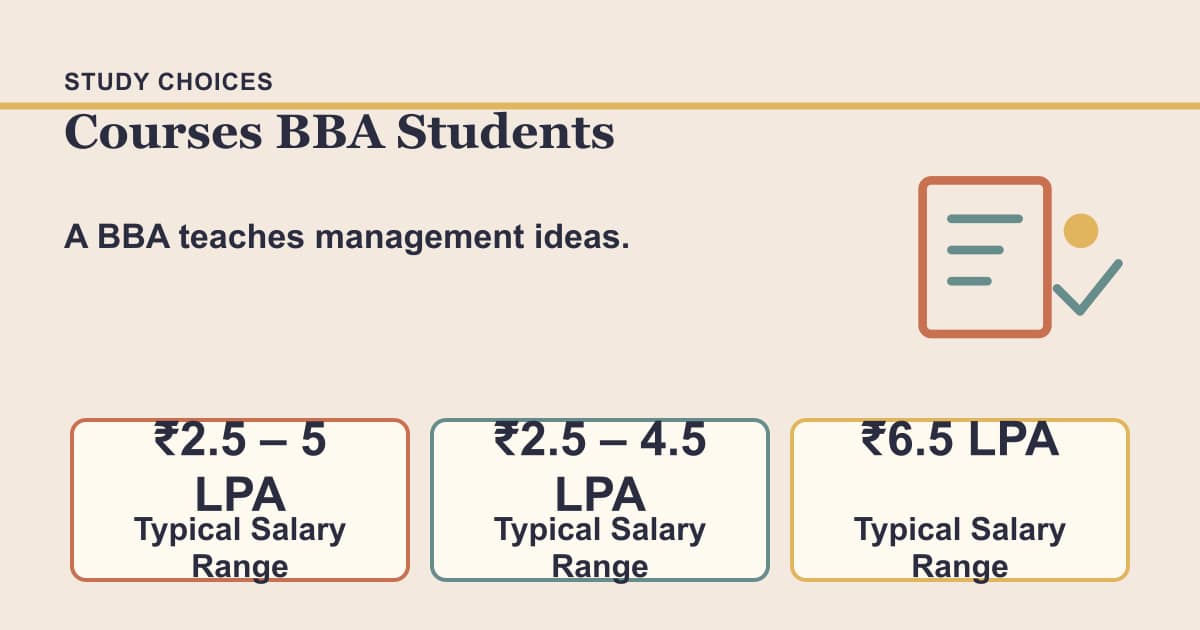 STUDY CHOICES
Courses BBA Students
A BBA teaches management ideas.
₹2.5 – 5
LPA
Typical Salary
Range
₹2.5 – 4.5
LPA
Typical Salary
Range
₹6.5 LPA
Typical Salary
Range